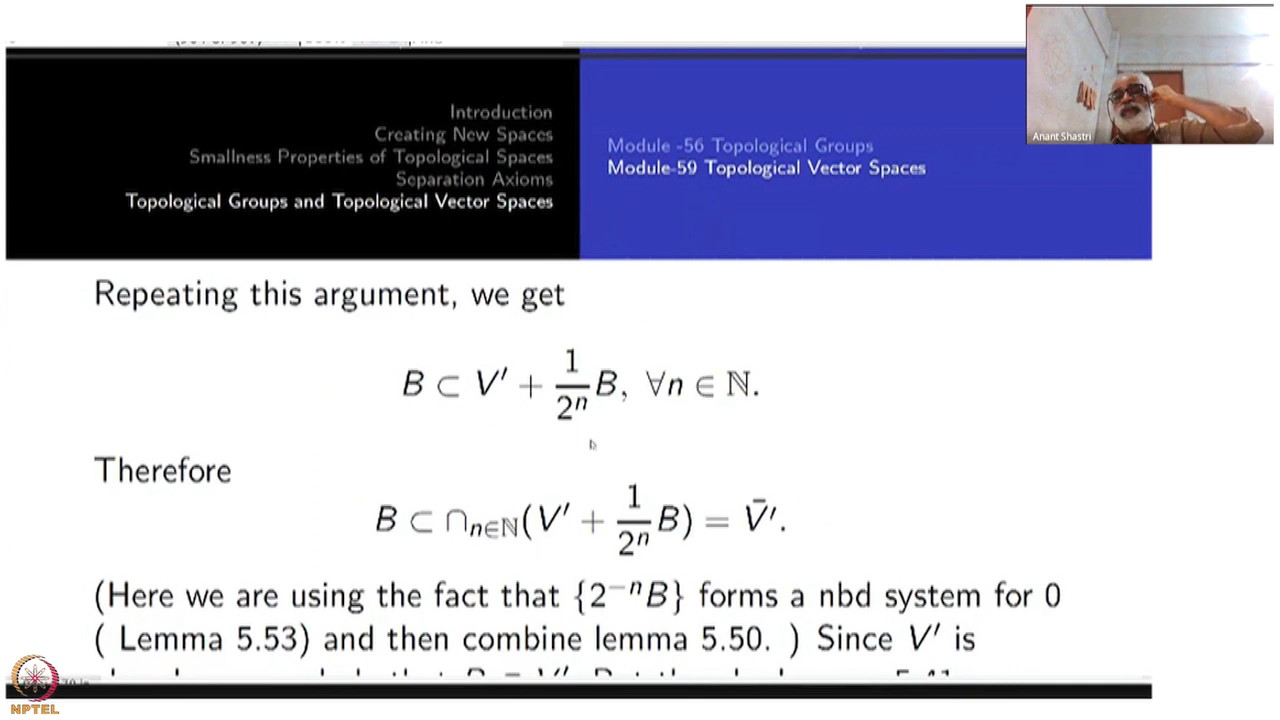 Introduction
Creating New Spaces
Smallness Properties of Topological Spaces
Separation Axioms
Topological Groups and Topological Vector Spaces
Module -56 Topological Groups
Module-59 Topological Vector Spaces
Anant Shastri
Repeating this argument, we get
B ⊂ V′ + 1/2ⁿ B, ∀n ∈ ℕ.
Therefore
B ⊂ ∩n∈ℕ(V′ + 1/2ⁿ B) = V̄′.
(Here we are using the fact that {2⁻ⁿB} forms a nbd system for 0
( Lemma 5.53) and then combine lemma 5.50. ) Since V′ is
NPTEL